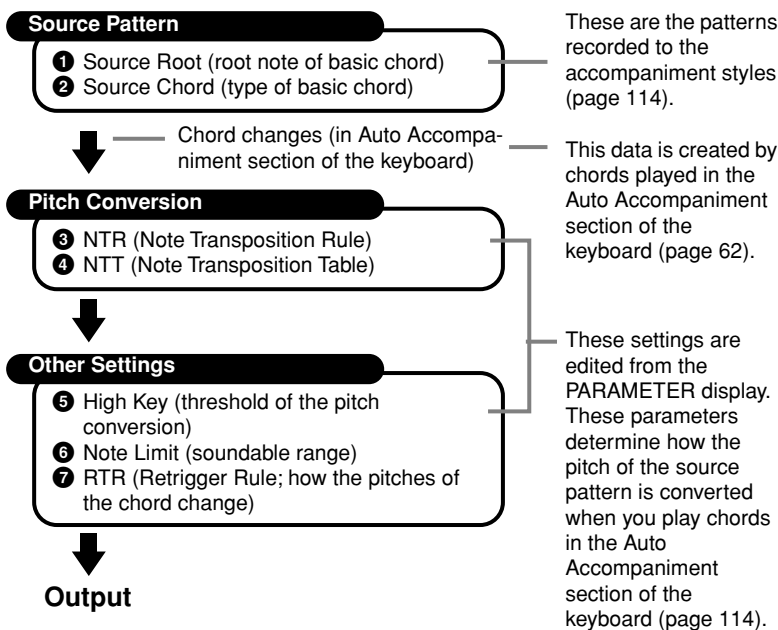 Source Pattern
❶ Source Root (root note of basic chord)
❷ Source Chord (type of basic chord)
These are the patterns
recorded to the
accompaniment styles
(page 114).
Chord changes (in Auto Accompa-
niment section of the keyboard)
This data is created by
chords played in the
Auto Accompaniment
section of the
keyboard (page 62).
Pitch Conversion
❸ NTR (Note Transposition Rule)
❹ NTT (Note Transposition Table)
Other Settings
❺ High Key (threshold of the pitch
conversion)
❻ Note Limit (soundable range)
❼ RTR (Retrigger Rule; how the pitches of
the chord change)
These settings are
edited from the
PARAMETER display.
These parameters
determine how the
pitch of the source
pattern is converted
when you play chords
in the Auto
Accompaniment
section of the
keyboard (page 114).
Output